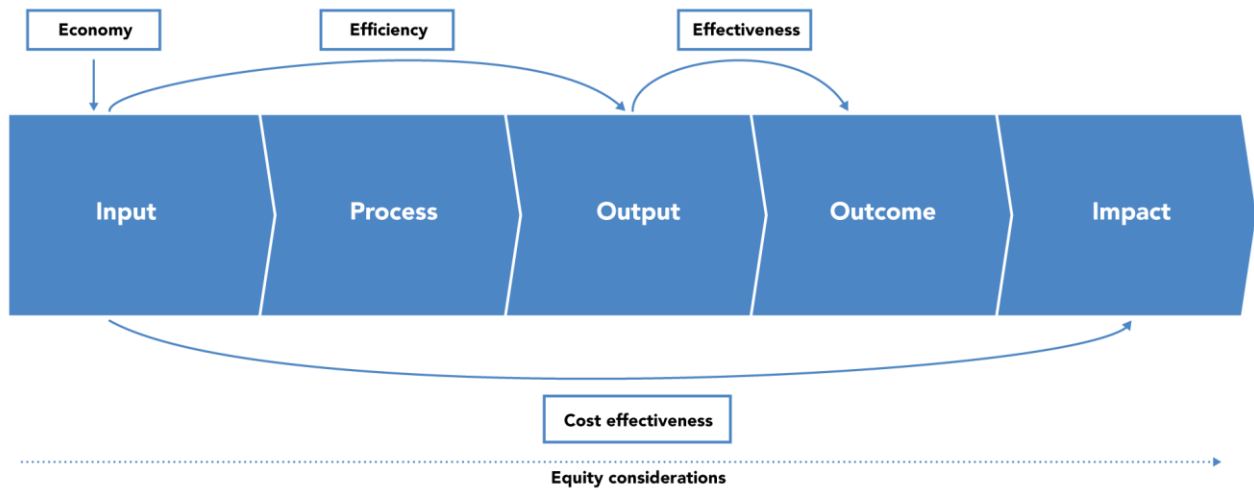 Economy
Efficiency
Effectiveness
Input
Process
Output
Outcome
Impact
Cost effectiveness
Equity considerations